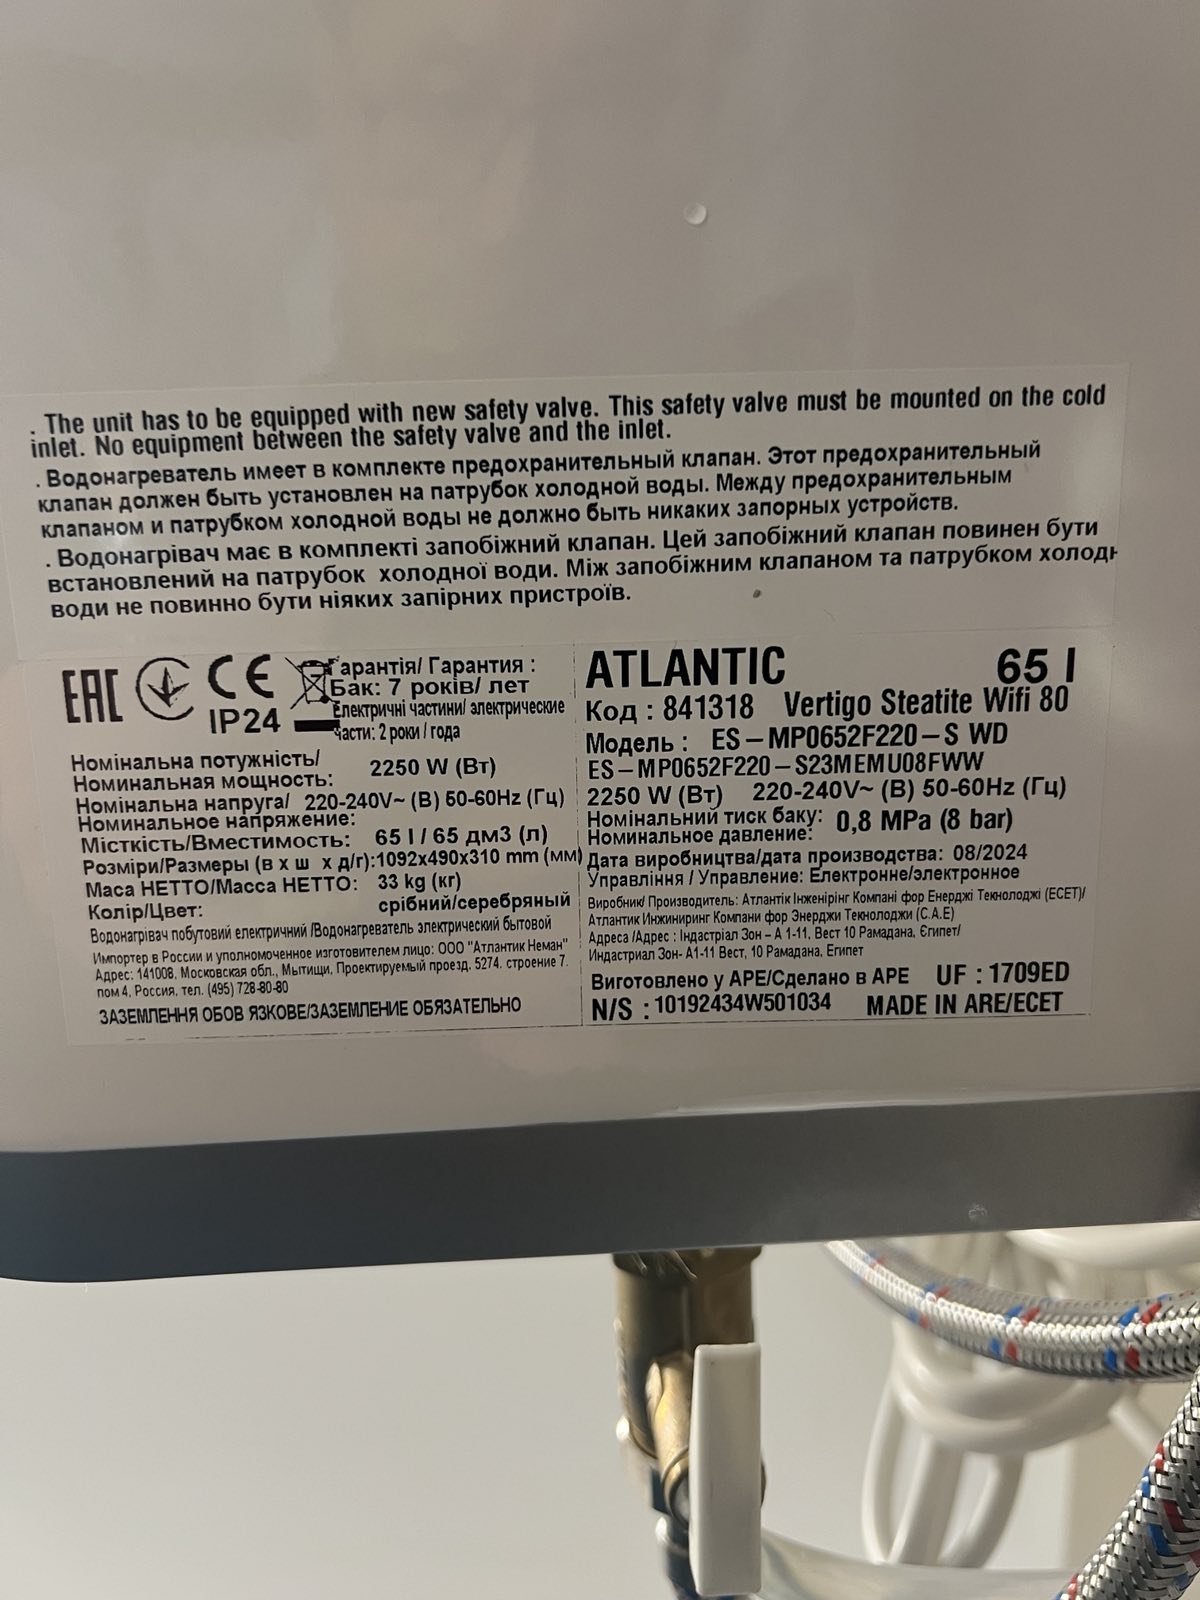 . The unit has to be equipped with new safety valve. This safety valve must be mounted on the cold
inlet. No equipment between the safety valve and the inlet.
. Водонагреватель имеет в комплекте предохранительный клапан. Этот предохранительный
клапан должен быть установлен на патрубок холодной воды. Между предохранительным
клапаном и патрубком холодной воды не должно быть никаких запорных устройств.
. Водонагрівач має в комплекті запобіжний клапан. Цей запобіжний клапан повинен бути
встановлений на патрубок холодної води. Між запобіжним клапаном та патрубком холодн
води не повинно бути ніяких запірних пристроїв.
EAC CE
IP24
Гарантія/ Гарантия :
Бак: 7 років/ лет
Електричні частини/ электрические
части: 2 роки / года
Номінальна потужність/
Номинальная мощность: 2250 W (Вт)
Номінальна напруга/ 220-240V~ (В) 50-60Hz (Гц)
Номинальное напряжение:
Місткість/Вместимость: 65 l / 65 дм3 (л)
Розміри/Размеры (в х ш х д/г):1092x490x310 mm (мм)
Маса НЕТТО/Масса НЕТТО: 33 kg (кг)
Колір/Цвет: срібний/серебряный
Водонагрівач побутовий електричний /Водонагреватель электрический бытовой
Импортер в России и уполномоченное изготовителем лицо: ООО "Атлантик Неман"
Адрес: 141008, Московская обл., Мытищи, Проектируемый проезд. 5274, строение 7.
пом 4, Россия, тел. (495) 728-80-80
ЗАЗЕМЛЕННЯ ОБОВ ЯЗКОВЕ/ЗАЗЕМЛЕНИЕ ОБЯЗАТЕЛЬНО
ATLANTIC 65 l
Код : 841318 Vertigo Steatite Wifi 80
Модель : ES – MP0652F220 – S WD
ES – MP0652F220 – S23MEMU08FWW
2250 W (Вт) 220-240V~ (В) 50-60Hz (Гц)
Номінальний тиск баку: 0,8 MPa (8 bar)
Номинальное давление:
Дата виробництва/дата производства: 08/2024
Управління / Управление: Електронне/электронное
Виробник/ Производитель: Атлантік Інженірінг Компані фор Енерджі Текнолоджі (ECET)/
Атлантик Инжиниринг Компани фор Энерджи Текнолоджи (C.A.E)
Адреса /Адрес : Індастріал Зон – А 1-11, Вест 10 Рамадана, Єгипет/
Индастриал Зон- А1-11 Вест, 10 Рамадана, Египет
Виготовлено у АРЕ/Сделано в АРЕ UF : 1709ED
N/S : 10192434W501034 MADE IN ARE/ECET